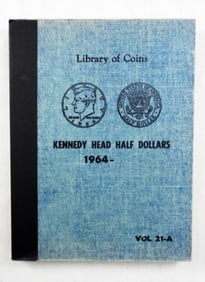 Library of Coins
KENNEDY HEAD HALF DOLLARS
1964-
VOL. 21-A